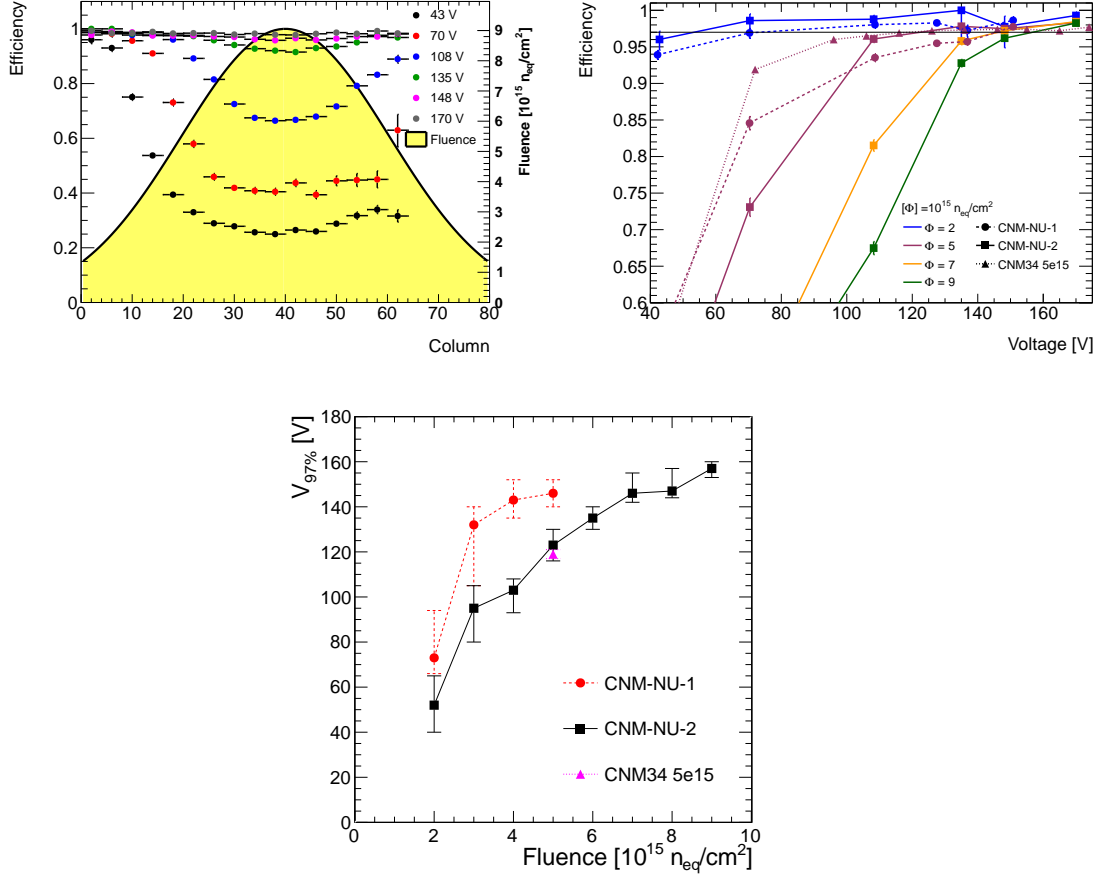 Efficiency
1
0.8
0.6
0.4
0.2
0
0 10 20 30 40 50 60 70 80
Column
9
8
7
6
5
4
3
2
1
0
Fluence [10^15 n_eq/cm^2]
43 V
70 V
108 V
135 V
148 V
170 V
Fluence
Efficiency
1
0.95
0.9
0.85
0.8
0.75
0.7
0.65
0.6
40 60 80 100 120 140 160
Voltage [V]
[Φ] =10^15 n_eq/cm^2
Φ = 2
Φ = 5
Φ = 7
Φ = 9
CNM-NU-1
CNM-NU-2
CNM34 5e15
V_97% [V]
180
160
140
120
100
80
60
40
20
0
0 2 4 6 8 10
Fluence [10^15 n_eq/cm^2]
CNM-NU-1
CNM-NU-2
CNM34 5e15